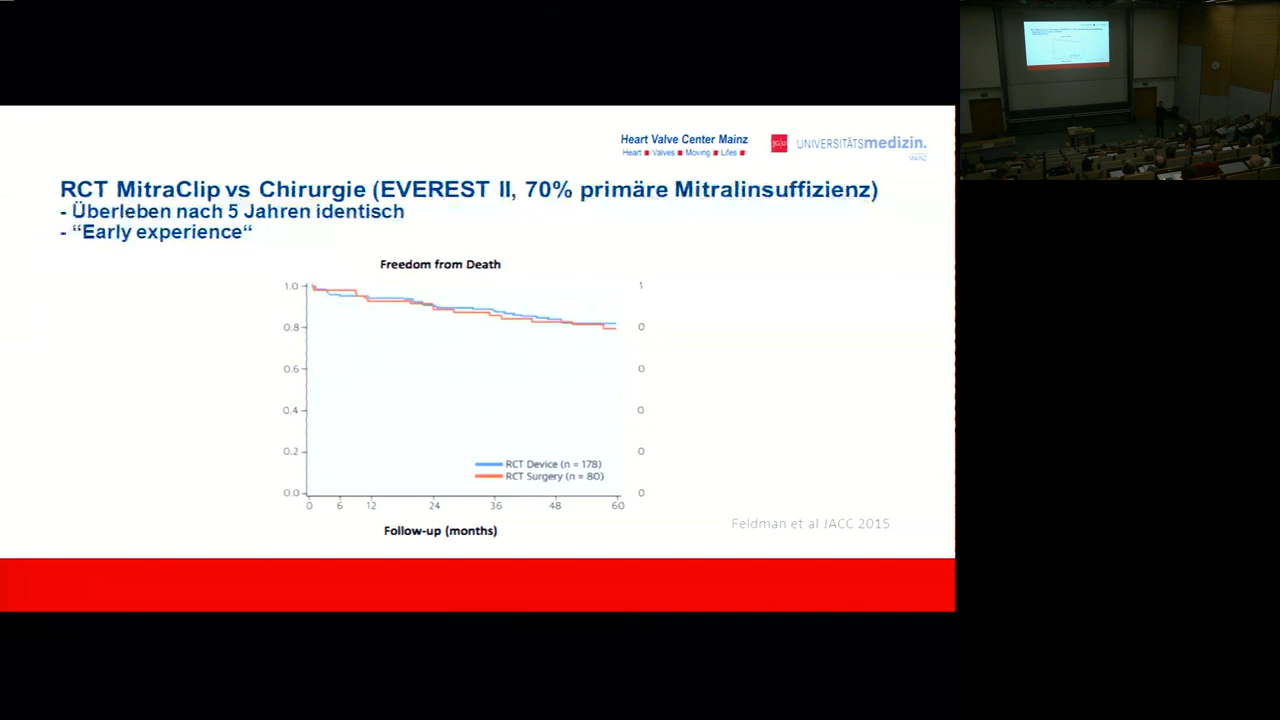 Heart Valve Center Mainz
Heart ■ Valves ■ Moving ■ Lifes ■
UNIVERSITÄTSmedizin.
MAINZ
RCT MitraClip vs Chirurgie (EVEREST II, 70% primäre Mitralinsuffizienz)
- Überleben nach 5 Jahren identisch
- “Early experience“
Freedom from Death
1.0
0.8
0.6
0.4
0.2
0.0
1
0
0
0
0
0
RCT Device (n = 178)
RCT Surgery (n = 80)
0 6 12 24 36 48 60
Follow-up (months)
Feldman et al JACC 2015